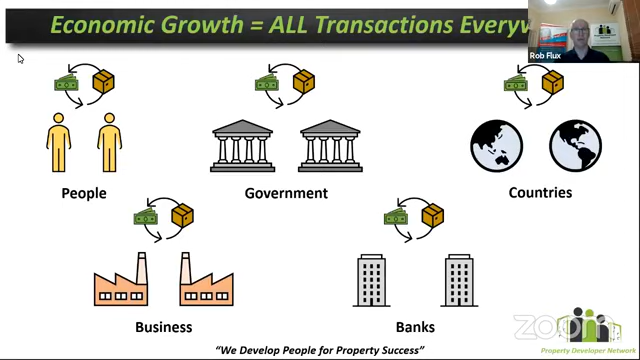 Economic Growth = ALL Transactions Everyw
Rob Flux
People
Government
Countries
Business
Banks
"We Develop People for Property Success"
zoom
Property Developer Network